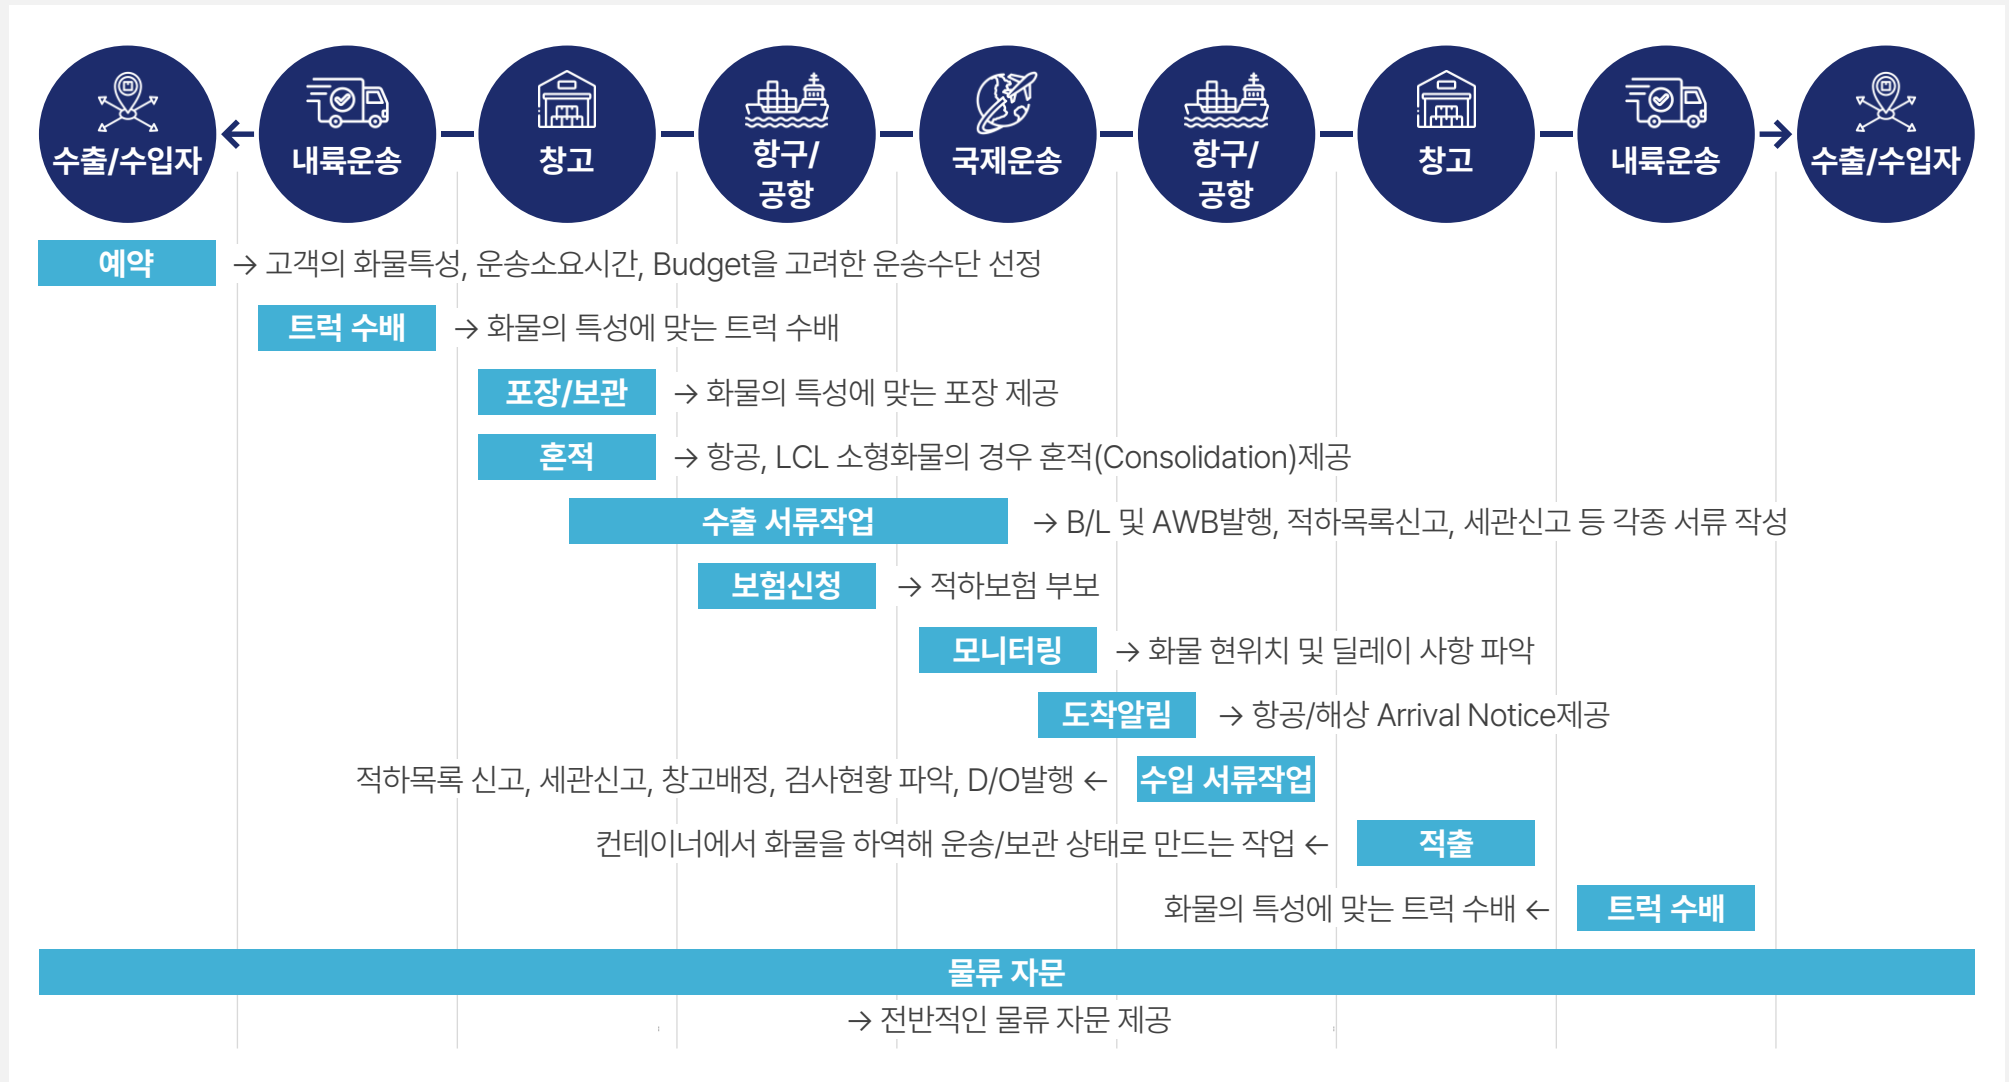 수출/수입자
내륙운송
창고
항구/
공항
국제운송
항구/
공항
창고
내륙운송
수출/수입자
예약 → 고객의 화물특성, 운송소요시간, Budget을 고려한 운송수단 선정
트럭 수배 → 화물의 특성에 맞는 트럭 수배
포장/보관 → 화물의 특성에 맞는 포장 제공
혼적 → 항공, LCL 소형화물의 경우 혼적(Consolidation)제공
수출 서류작업 → B/L 및 AWB발행, 적하목록신고, 세관신고 등 각종 서류 작성
보험신청 → 적하보험 부보
모니터링 → 화물 현위치 및 딜레이 사항 파악
도착알림 → 항공/해상 Arrival Notice제공
적하목록 신고, 세관신고, 창고배정, 검사현황 파악, D/O발행 ← 수입 서류작업
컨테이너에서 화물을 하역해 운송/보관 상태로 만드는 작업 ← 적출
화물의 특성에 맞는 트럭 수배 ← 트럭 수배
물류 자문
→ 전반적인 물류 자문 제공